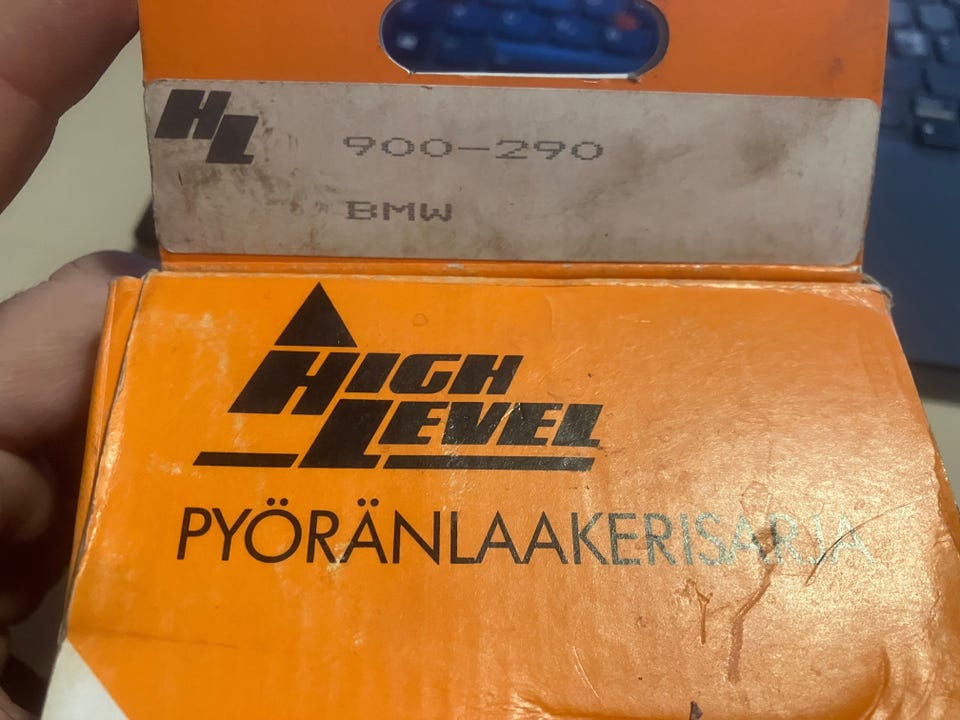 HL
900-290
BMW
HIGH
LEVEL
PYÖRÄNLAAKERISARJA